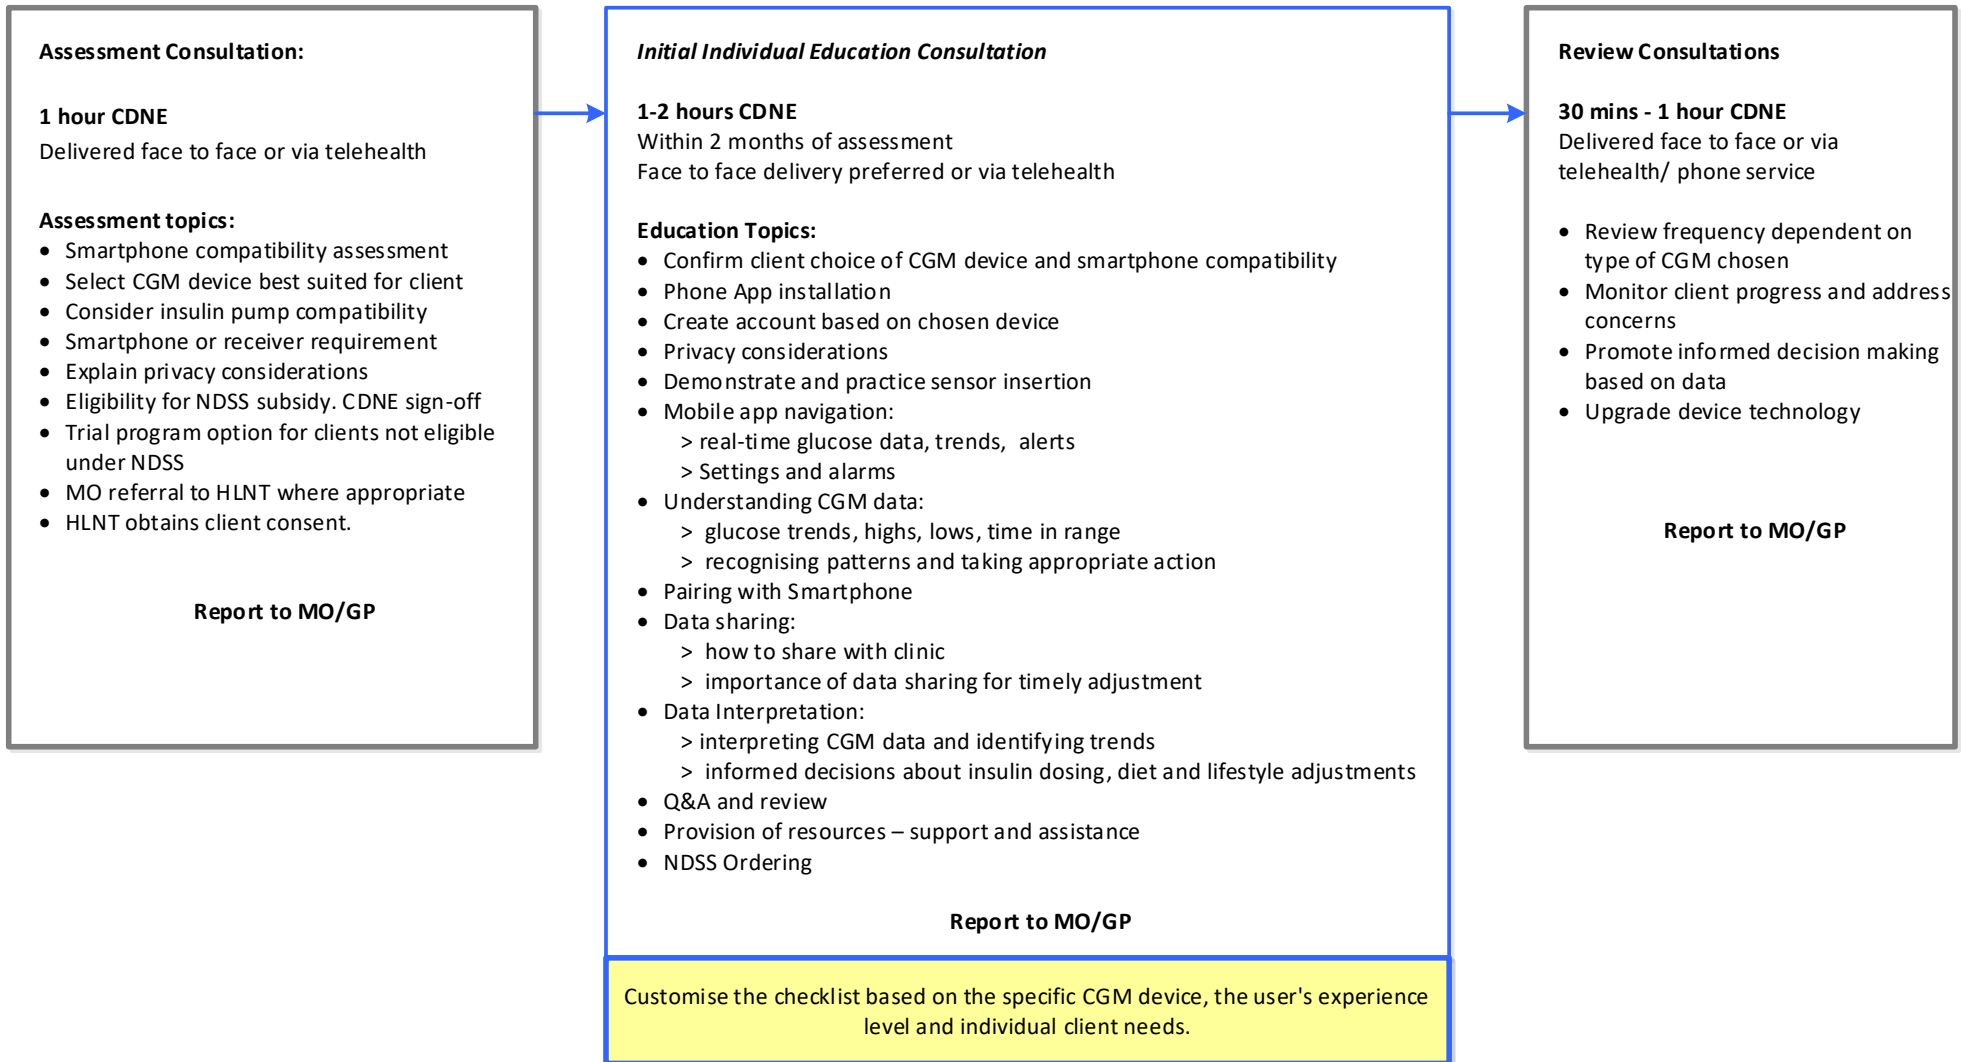 Assessment Consultation:
1 hour CDNE
Delivered face to face or via telehealth
Assessment topics:
• Smartphone compatibility assessment
• Select CGM device best suited for client
• Consider insulin pump compatibility
• Smartphone or receiver requirement
• Explain privacy considerations
• Eligibility for NDSS subsidy. CDNE sign-off
• Trial program option for clients not eligible
under NDSS
• MO referral to HLNT where appropriate
• HLNT obtains client consent.
Report to MO/GP
Initial Individual Education Consultation
1-2 hours CDNE
Within 2 months of assessment
Face to face delivery preferred or via telehealth
Education Topics:
• Confirm client choice of CGM device and smartphone compatibility
• Phone App installation
• Create account based on chosen device
• Privacy considerations
• Demonstrate and practice sensor insertion
• Mobile app navigation:
> real-time glucose data, trends, alerts
> Settings and alarms
• Understanding CGM data:
> glucose trends, highs, lows, time in range
> recognising patterns and taking appropriate action
• Pairing with Smartphone
• Data sharing:
> how to share with clinic
> importance of data sharing for timely adjustment
• Data Interpretation:
> interpreting CGM data and identifying trends
> informed decisions about insulin dosing, diet and lifestyle adjustments
• Q&A and review
• Provision of resources – support and assistance
• NDSS Ordering
Report to MO/GP
Customise the checklist based on the specific CGM device, the user's experience
level and individual client needs.
Review Consultations
30 mins - 1 hour CDNE
Delivered face to face or via
telehealth/ phone service
• Review frequency dependent on
type of CGM chosen
• Monitor client progress and address
concerns
• Promote informed decision making
based on data
• Upgrade device technology
Report to MO/GP